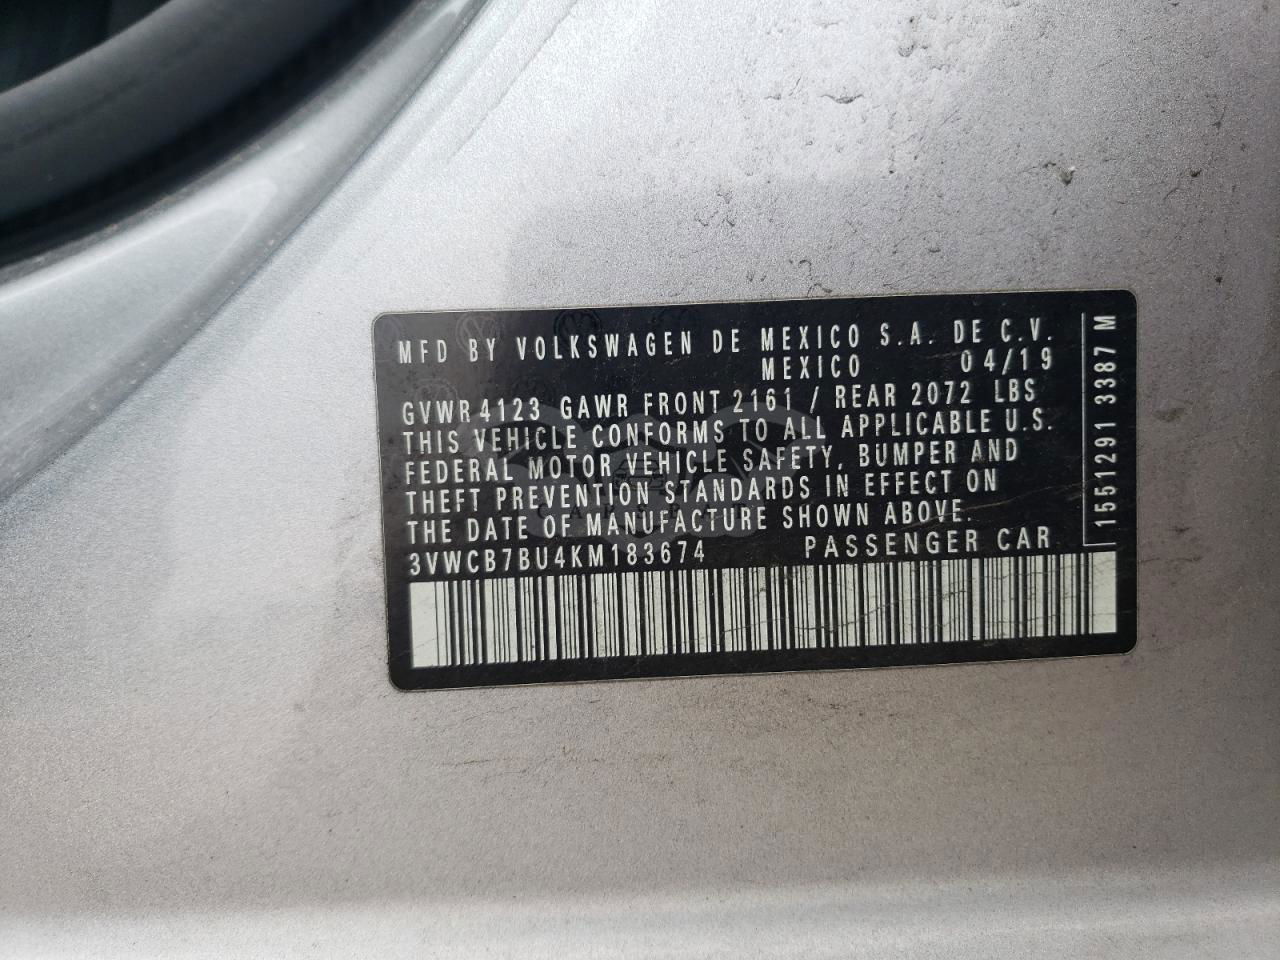 MFD BY VOLKSWAGEN DE MEXICO S.A. DE C.V.
MEXICO 04/19
GVWR 4123 GAWR FRONT 2161 / REAR 2072 LBS
THIS VEHICLE CONFORMS TO ALL APPLICABLE U.S.
FEDERAL MOTOR VEHICLE SAFETY, BUMPER AND
THEFT PREVENTION STANDARDS IN EFFECT ON
THE DATE OF MANUFACTURE SHOWN ABOVE.
3VWCB7BU4KM183674 PASSENGER CAR
1551291 3387 M